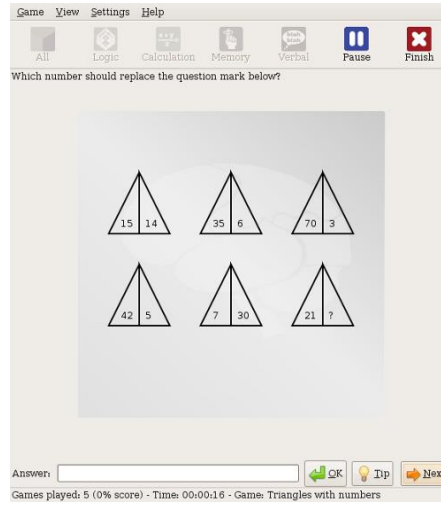 Game View Settings Help
All Logic Calculation Memory Verbal Pause Finish
Which number should replace the question mark below?
15 14 35 6 70 3
42 5 7 30 21 ?
Answer: OK Tip Nex
Games played: 5 (0% score) - Time: 00:00:16 - Game: Triangles with numbers